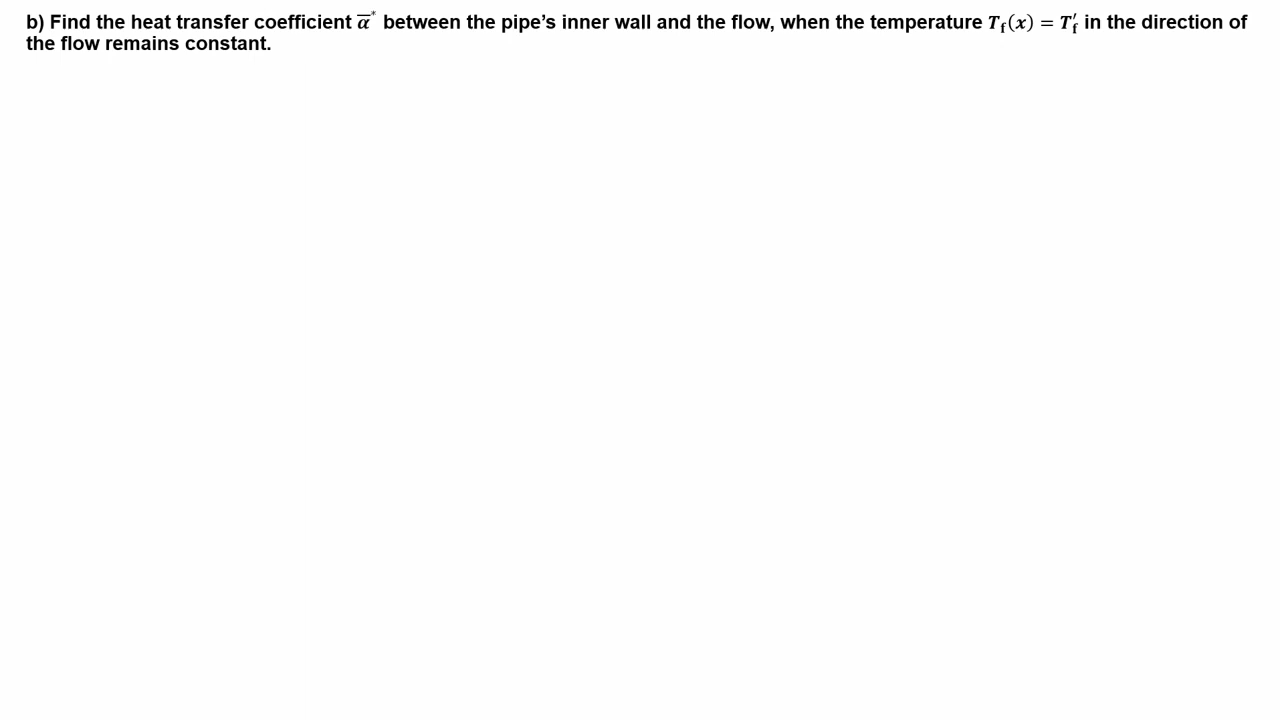 b) Find the heat transfer coefficient ᾱ* between the pipe’s inner wall and the flow, when the temperature T_f(x) = T′_f in the direction of
the flow remains constant.